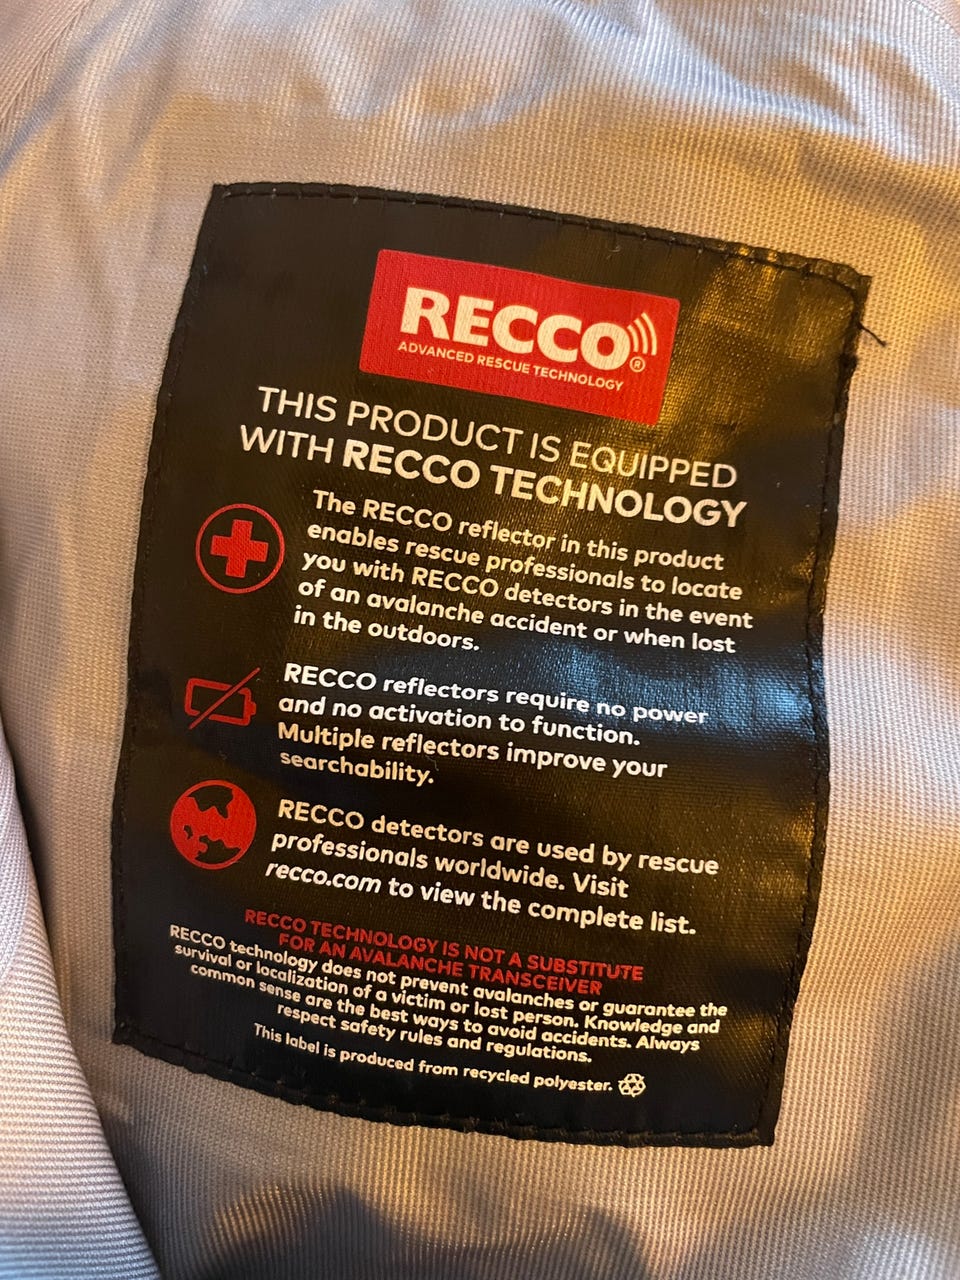 RECCO®
ADVANCED RESCUE TECHNOLOGY
THIS PRODUCT IS EQUIPPED
WITH RECCO TECHNOLOGY
The RECCO reflector in this product
enables rescue professionals to locate
you with RECCO detectors in the event
of an avalanche accident or when lost
in the outdoors.
RECCO reflectors require no power
and no activation to function.
Multiple reflectors improve your
searchability.
RECCO detectors are used by rescue
professionals worldwide. Visit
recco.com to view the complete list.
RECCO TECHNOLOGY IS NOT A SUBSTITUTE
FOR AN AVALANCHE TRANSCEIVER
RECCO technology does not prevent avalanches or guarantee the
survival or localization of a victim or lost person. Knowledge and
common sense are the best ways to avoid accidents. Always
respect safety rules and regulations.
This label is produced from recycled polyester.